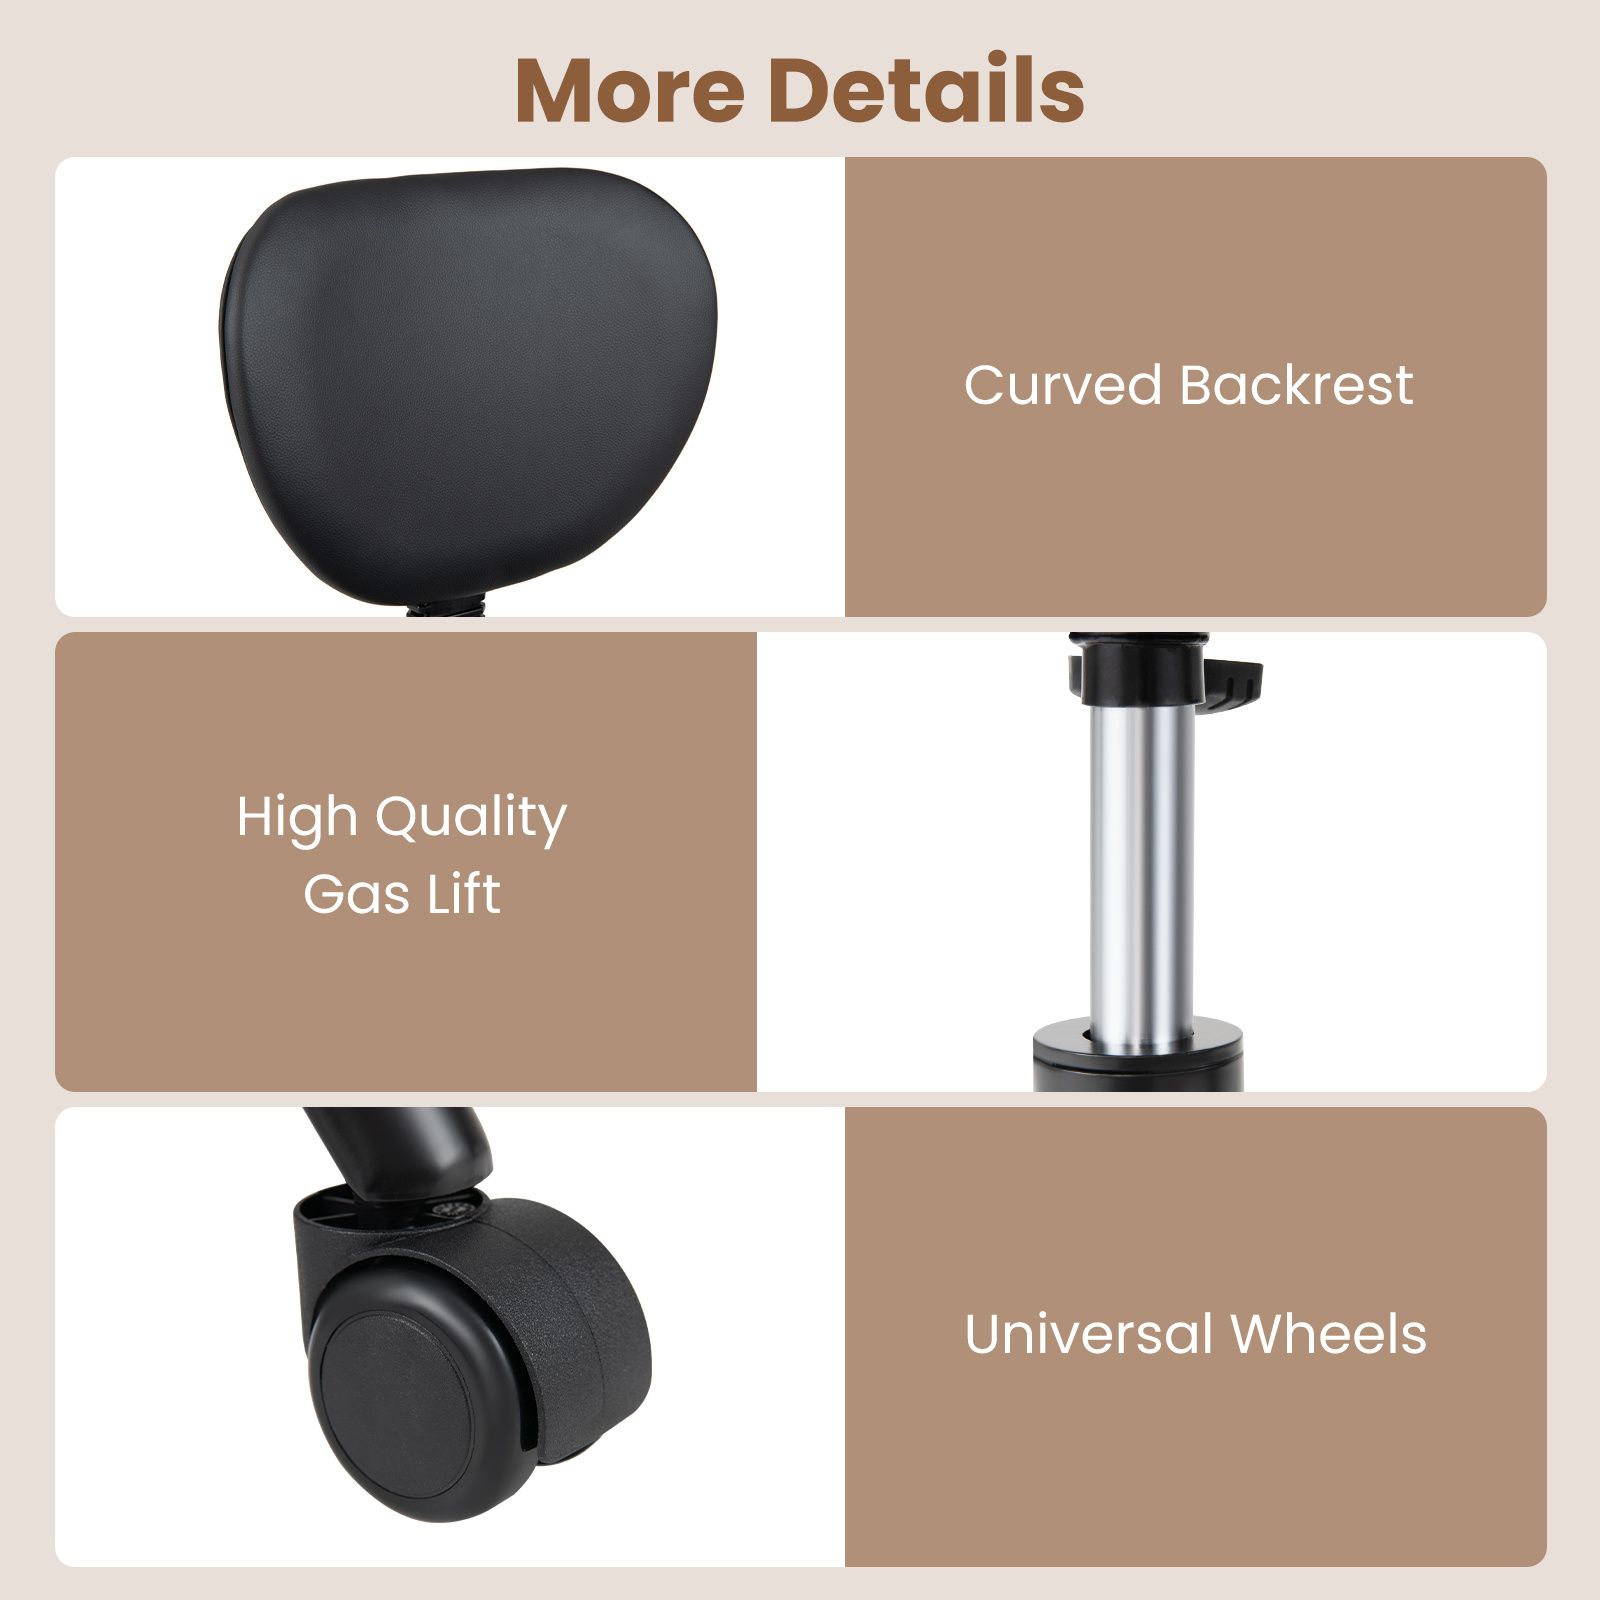 More Details
Curved Backrest
High Quality
Gas Lift
Universal Wheels